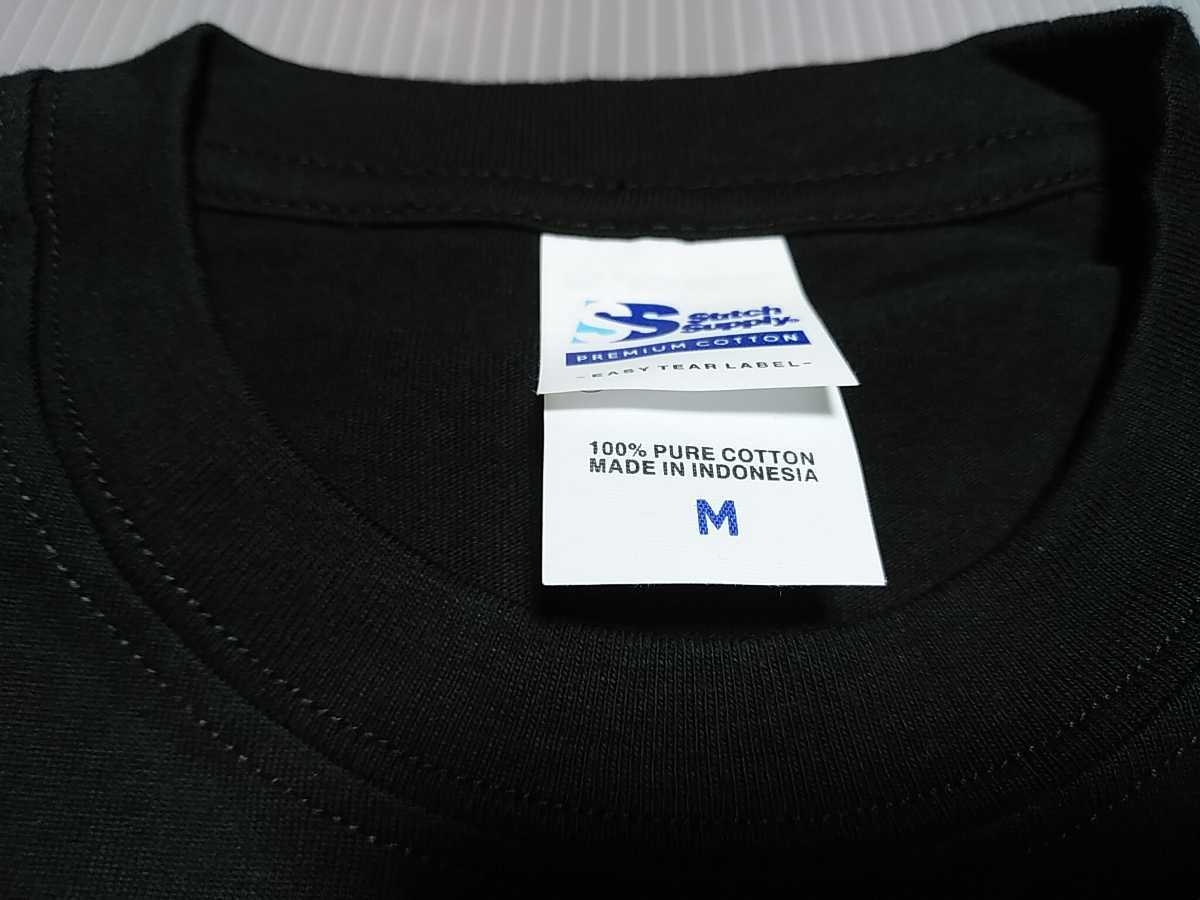 SS Stitch
Supply
PREMIUM COTTON
-EASY TEAR LABEL-
100% PURE COTTON
MADE IN INDONESIA
M